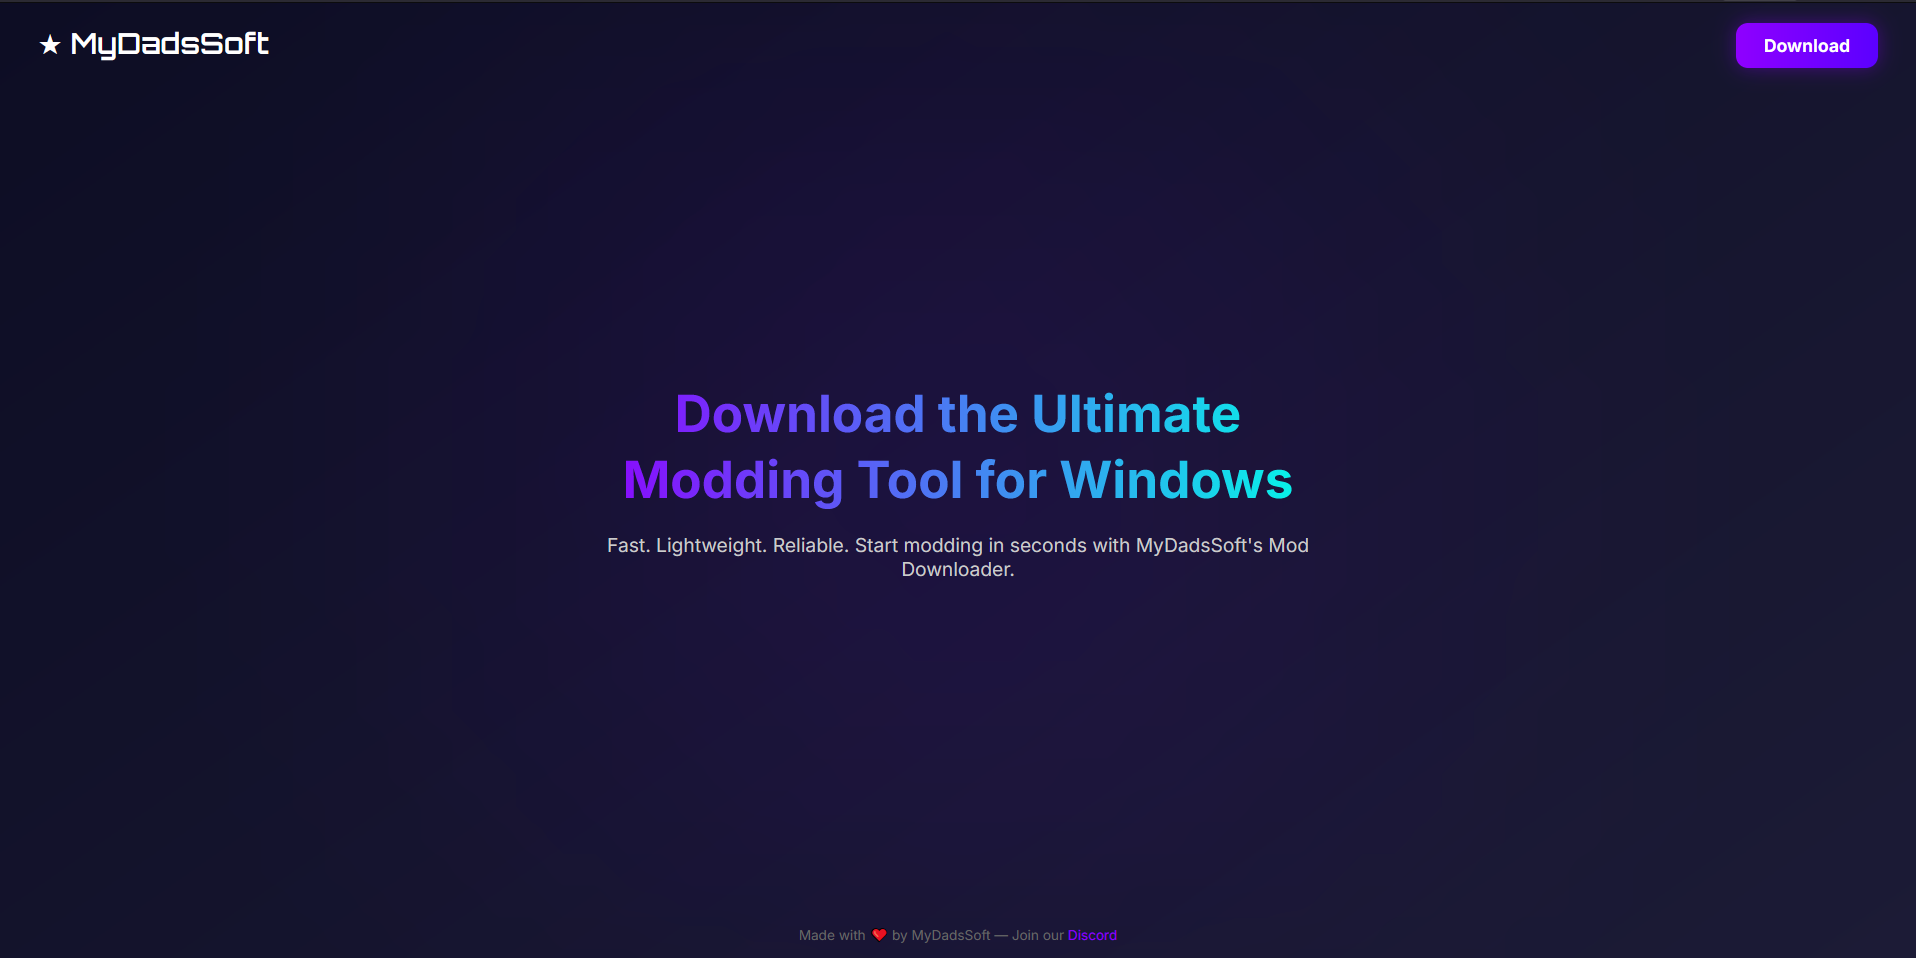 ★ MyDadsSoft
Download
Download the Ultimate
Modding Tool for Windows
Fast. Lightweight. Reliable. Start modding in seconds with MyDadsSoft's Mod
Downloader.
Made with ❤️ by MyDadsSoft — Join our Discord